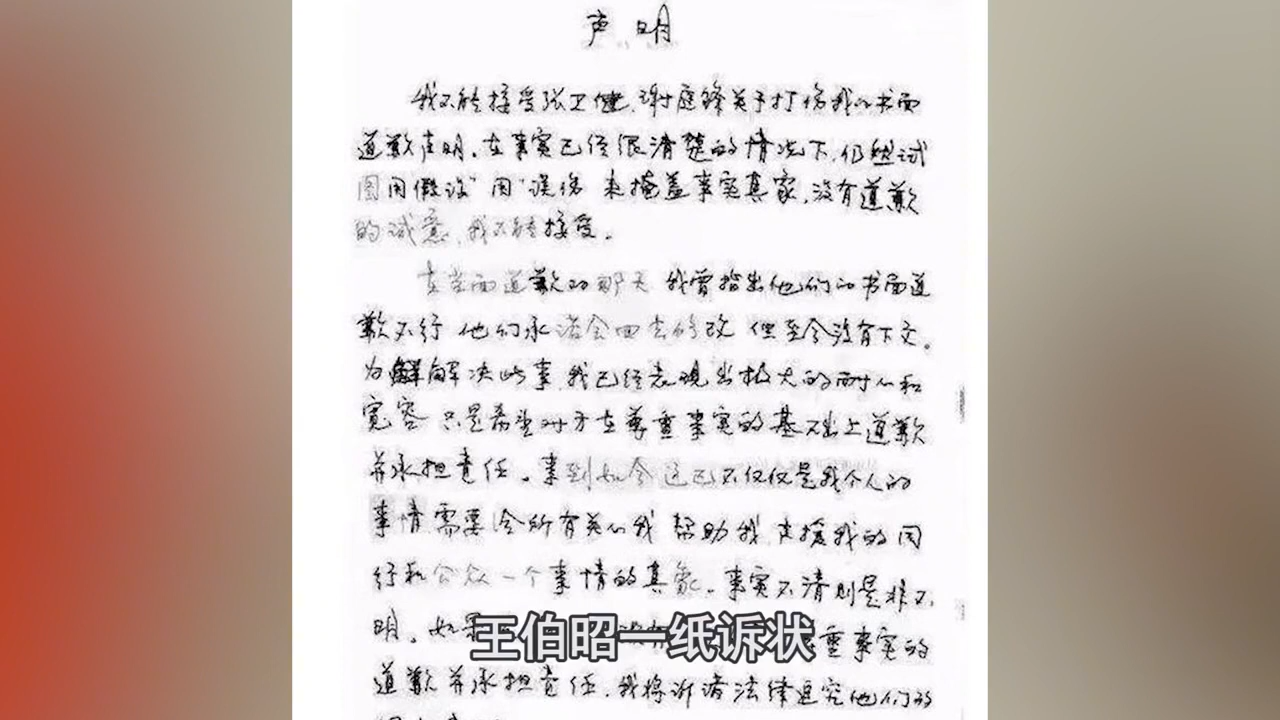 声明
我不能接受张卫健、谢庭锋关于打伤我的书面
道歉声明。在事实已经很清楚的情况下,仍然试
图用"假设"用"误伤"来掩盖事实真象,没有道歉
的诚意,我不能接受。
在当面道歉的那天 我曾指出他们的书面道
歉不行 他们承诺会回去修改 但至今没有下文。
为解决此事,我已经表现出极大的耐心和
宽容 只是希望对方在尊重事实的基础上道歉
并承担责任。事到如今这已不仅仅是我个人的
事情 需要给所有关心我 帮助我 声援我的同
行和公众一个事情的真象。事实不清则是非不
明。如果 重事实的
道歉并承担责任,我将诉诸法律追究他们的
王伯昭一纸诉状